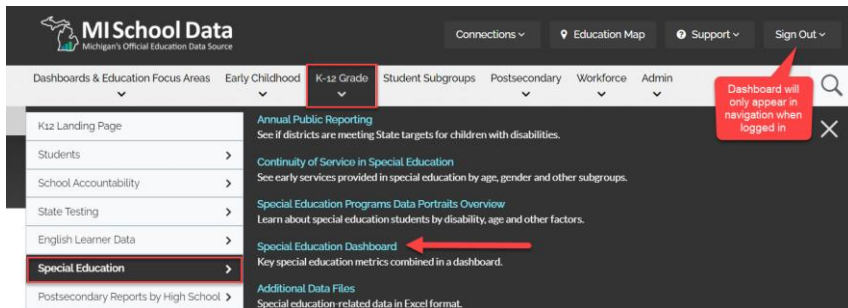 MI School Data
Michigan's Official Education Data Source
Connections
Education Map
Support
Sign Out
Dashboards & Education Focus Areas
Early Childhood
K-12 Grade
Student Subgroups
Postsecondary
Workforce
Admin
Dashboard will
only appear in
navigation when
logged in
K12 Landing Page
Students
School Accountability
State Testing
English Learner Data
Special Education
Postsecondary Reports by High School
Annual Public Reporting
See if districts are meeting State targets for children with disabilities.
Continuity of Service in Special Education
See early services provided in special education by age, gender and other subgroups.
Special Education Programs Data Portraits Overview
Learn about special education students by disability, age and other factors.
Special Education Dashboard
Key special education metrics combined in a dashboard.
Additional Data Files
Special education-related data in Excel format.